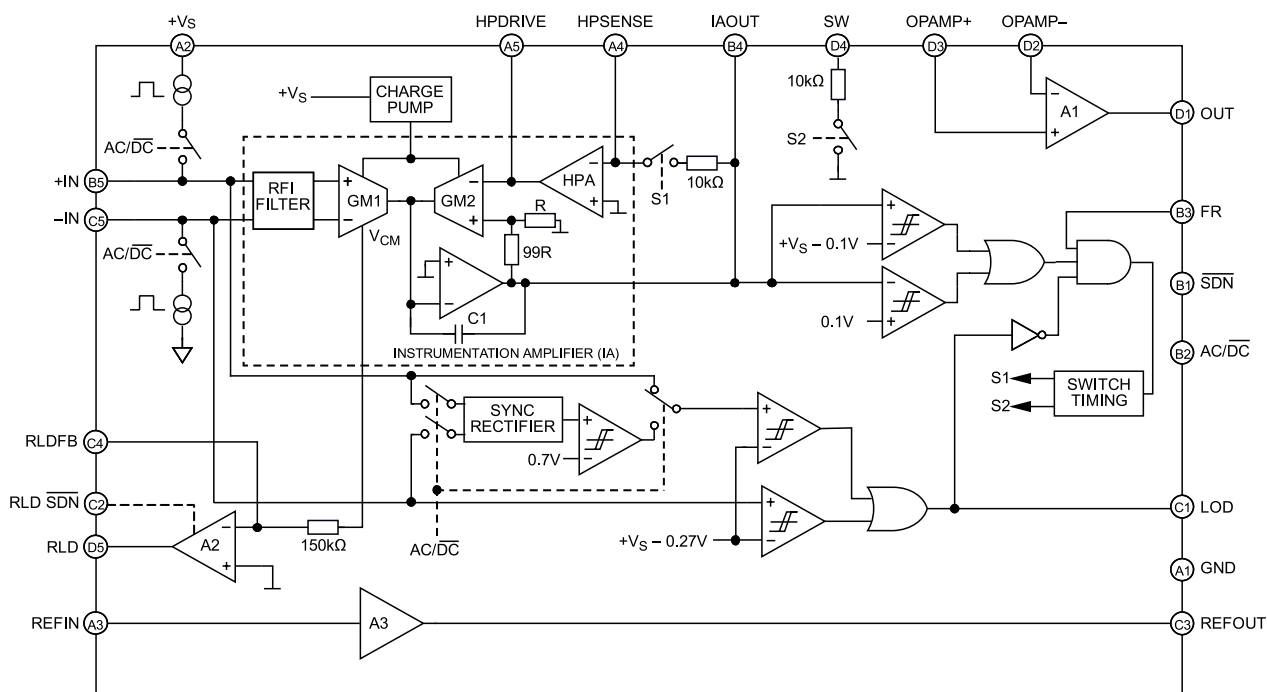 +VS
HPDRIVE
HPSENSE
IAOUT
SW
OPAMP+
OPAMP–
A2
A5
A4
B4
D4
D3
D2
10kΩ
+VS
CHARGE
PUMP
A1
D1
OUT
AC/DC
S2
+IN
B5
RFI
FILTER
+
–
GM1
GM2
–
+
HPA
–
+
S1
10kΩ
–
+
–IN
C5
VCM
R
99R
+
–
+VS – 0.1V
B3
FR
AC/DC
+
–
C1
–
+
0.1V
B1
SDN
INSTRUMENTATION AMPLIFIER (IA)
B2
AC/DC
S1
S2
SWITCH
TIMING
SYNC
RECTIFIER
+
–
0.7V
+
–
RLDFB
C4
RLD SDN
C2
+
–
C1
LOD
RLD
D5
A2
–
+
150kΩ
AC/DC
+VS – 0.27V
A1
GND
REFIN
A3
A3
C3
REFOUT